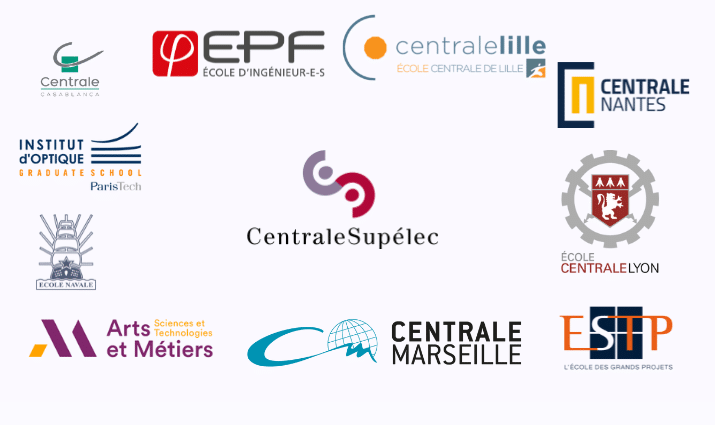 Centrale
CASABLANCA
EPF
ÉCOLE D'INGÉNIEUR-E-S
centralelille
ÉCOLE CENTRALE DE LILLE
CENTRALE
NANTES
INSTITUT
d'OPTIQUE
GRADUATE SCHOOL
ParisTech
CentraleSupélec
ÉCOLE
CENTRALELYON
ECOLE NAVALE
Arts
et Métiers
Sciences et
Technologies
CENTRALE
MARSEILLE
ESTP
L'ÉCOLE DES GRANDS PROJETS